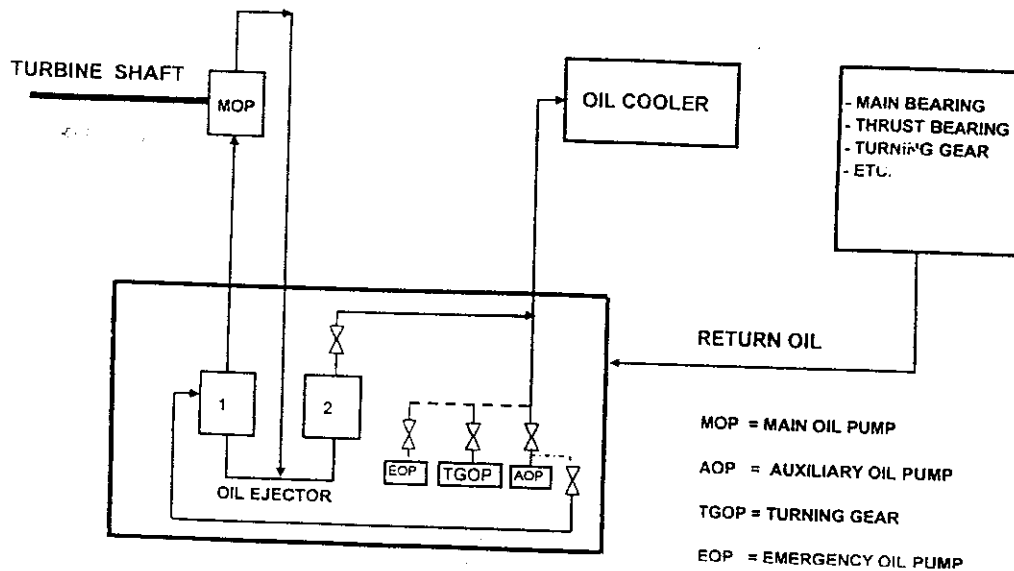 TURBINE SHAFT
MOP
OIL COOLER
- MAIN BEARING
- THRUST BEARING
- TURNING GEAR
- ETC.
RETURN OIL
1
2
EOP
TGOP
AOP
OIL EJECTOR
MOP = MAIN OIL PUMP
AOP = AUXILIARY OIL PUMP
TGOP = TURNING GEAR
EOP = EMERGENCY OIL PUMP